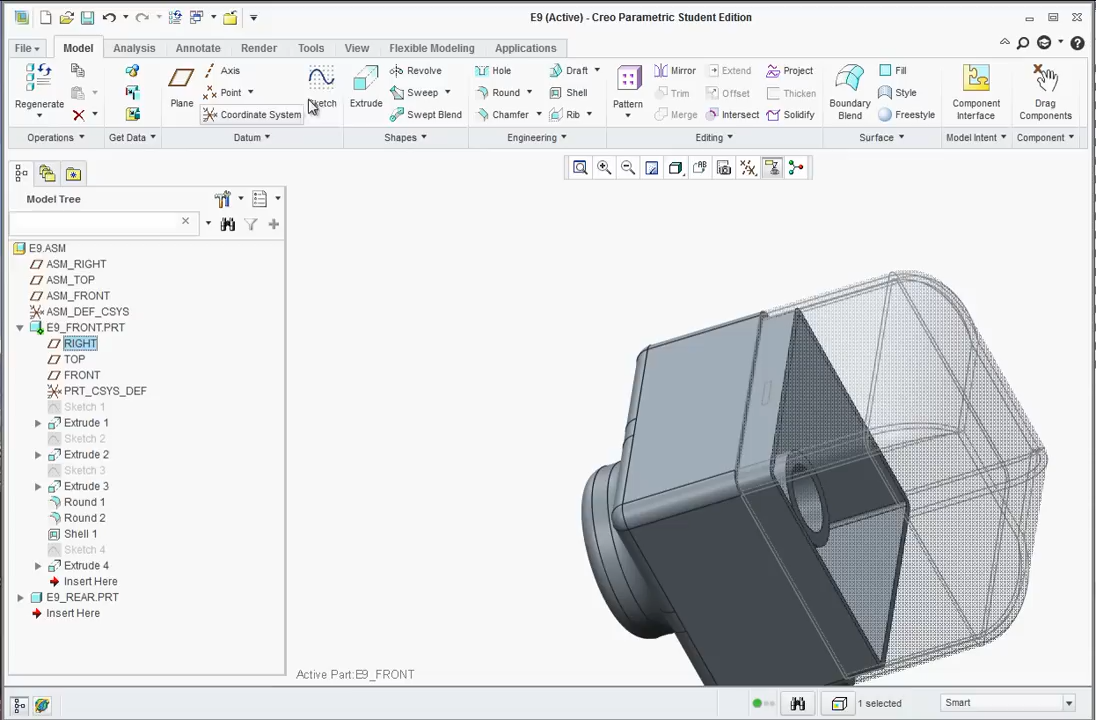 E9 (Active) - Creo Parametric Student Edition
File Model Analysis Annotate Render Tools View Flexible Modeling Applications
Regenerate
Operations
Get Data
Plane
Axis
Point
Coordinate System
Sketch
Datum
Extrude
Revolve
Sweep
Swept Blend
Shapes
Hole
Round
Chamfer
Draft
Shell
Rib
Engineering
Pattern
Mirror
Trim
Merge
Extend
Offset
Intersect
Project
Thicken
Solidify
Editing
Boundary
Blend
Fill
Style
Freestyle
Surface
Component
Interface
Model Intent
Drag
Components
Component
Model Tree
E9.ASM
ASM_RIGHT
ASM_TOP
ASM_FRONT
ASM_DEF_CSYS
E9_FRONT.PRT
RIGHT
TOP
FRONT
PRT_CSYS_DEF
Sketch 1
Extrude 1
Sketch 2
Extrude 2
Sketch 3
Extrude 3
Round 1
Round 2
Shell 1
Sketch 4
Extrude 4
Insert Here
E9_REAR.PRT
Insert Here
Active Part:E9_FRONT
1 selected
Smart